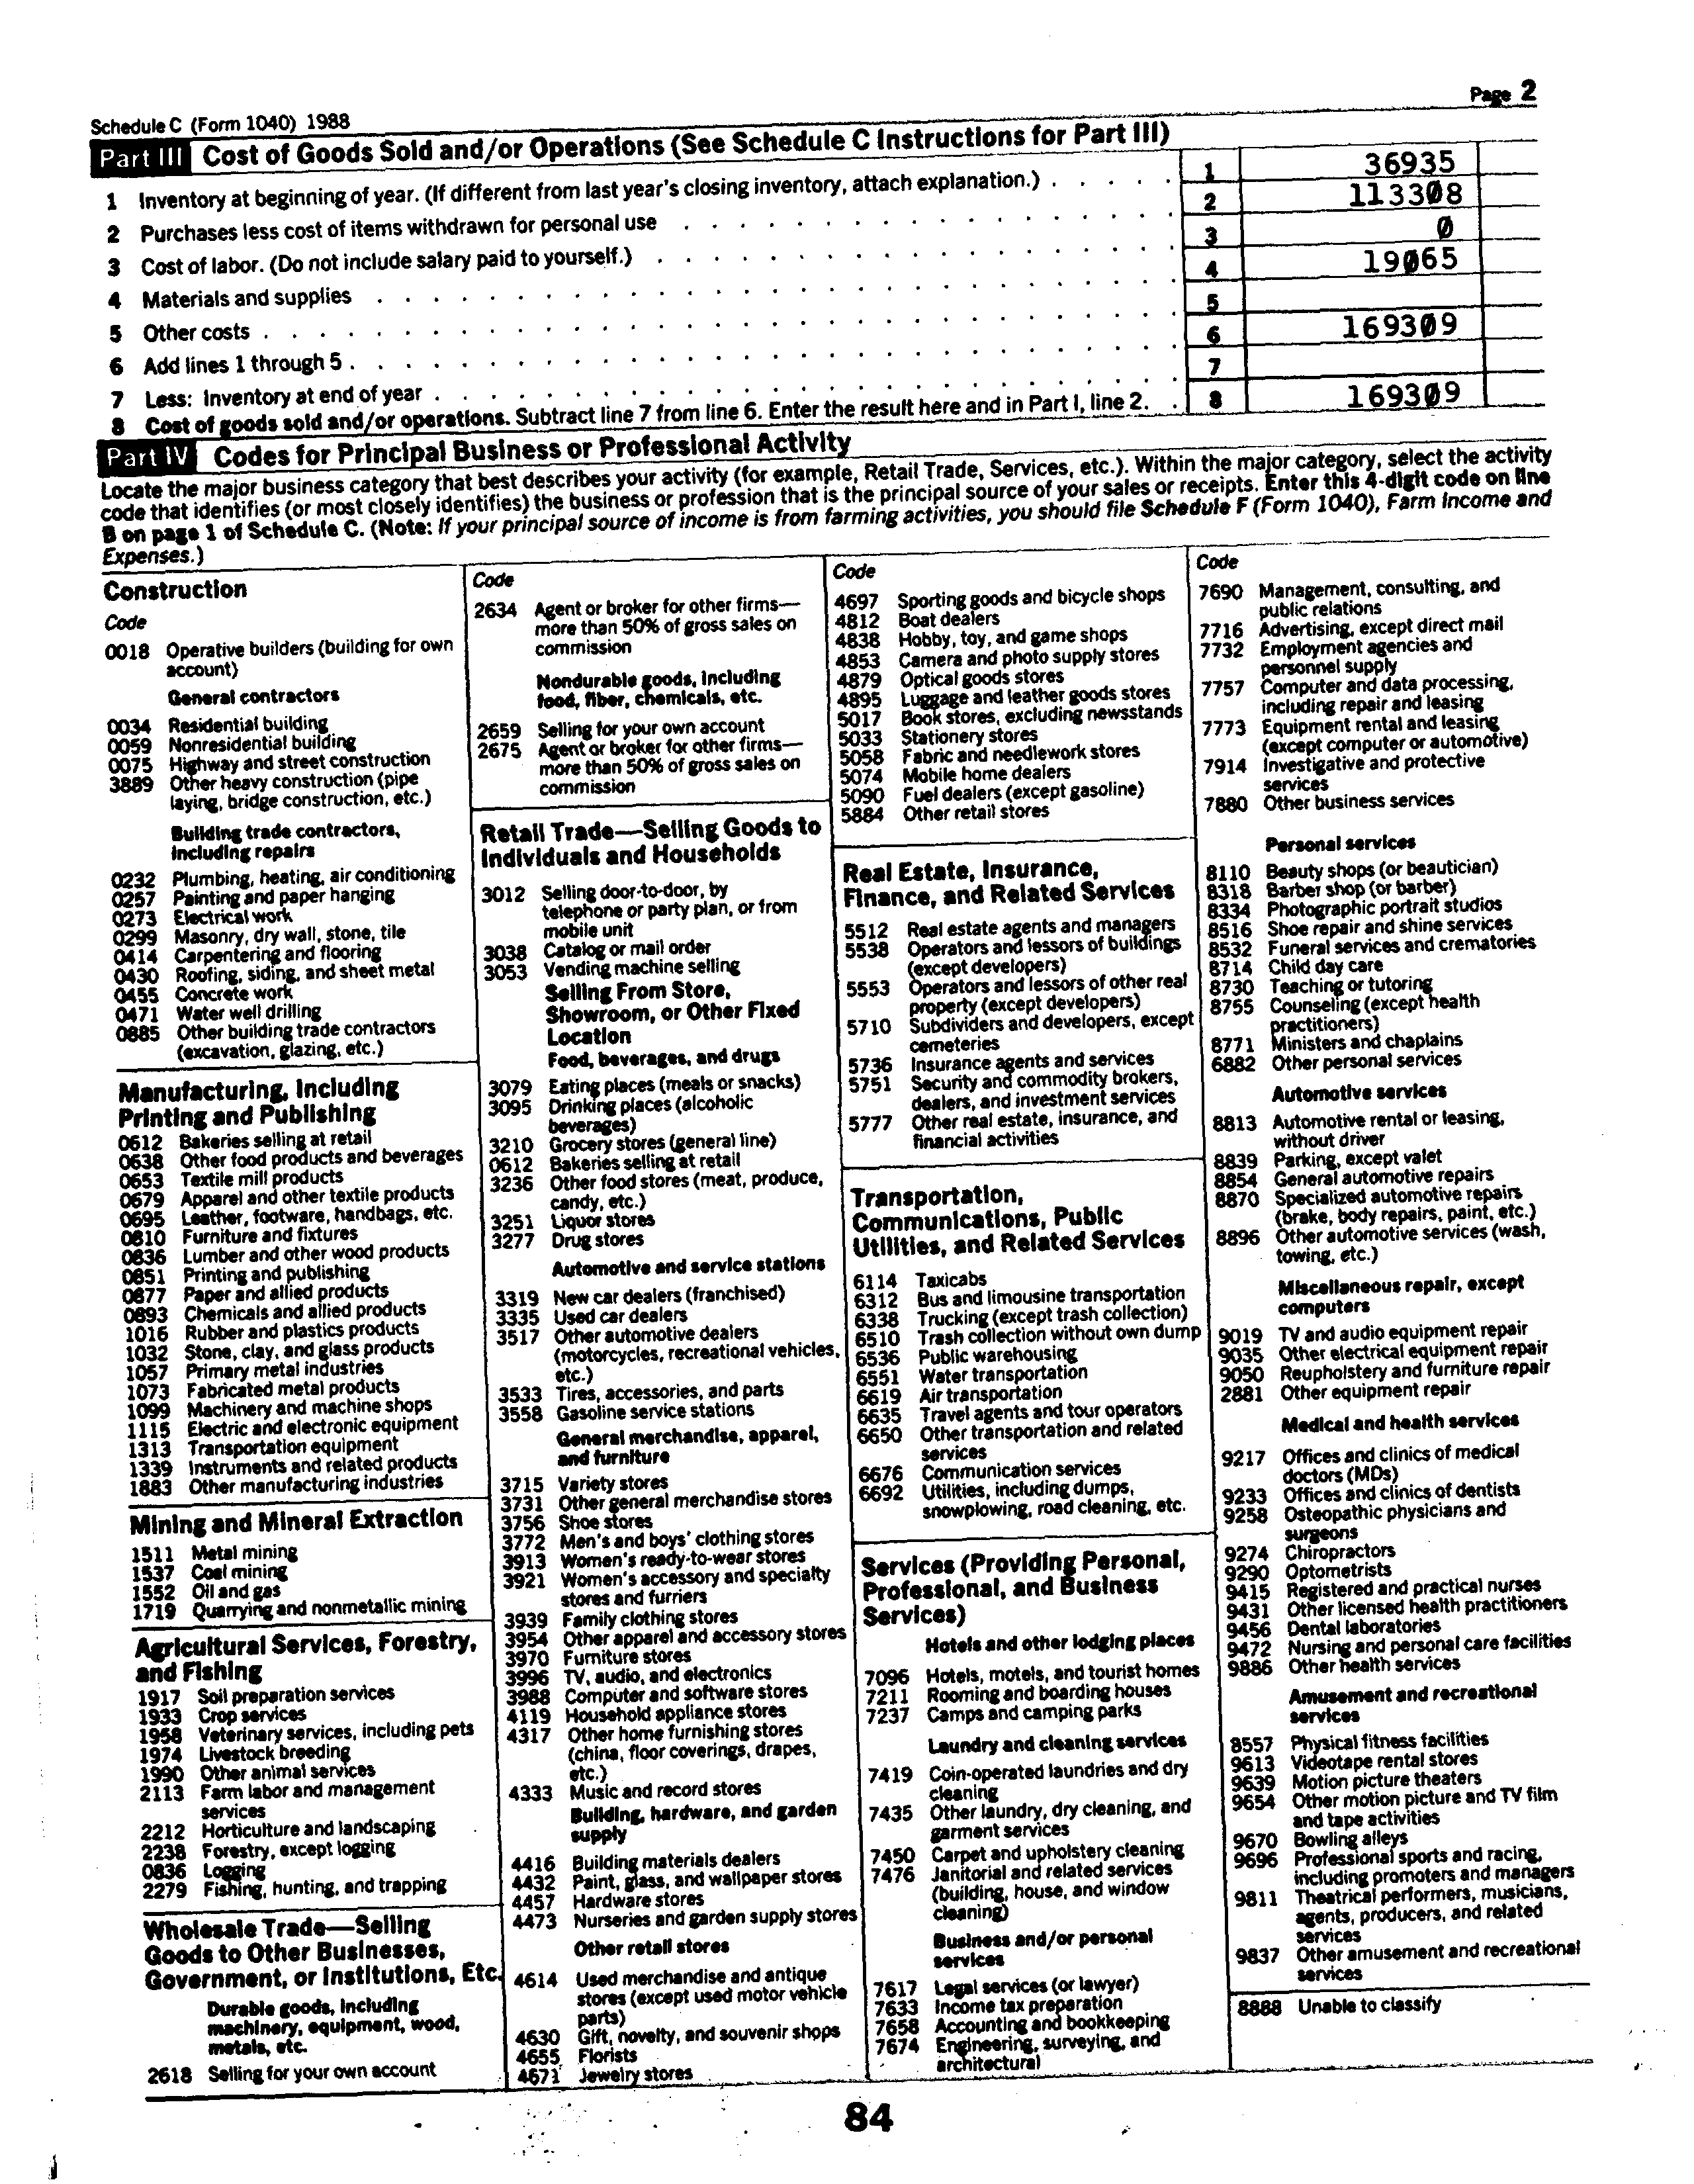 Schedule C (Form 1040) 1988
Page 2
Part III Cost of Goods Sold and/or Operations (See Schedule C Instructions for Part III)
1 Inventory at beginning of year. (If different from last year's closing inventory, attach explanation.) . . . . . 1 36935
2 Purchases less cost of items withdrawn for personal use . . . . . . . . . . . . . . . . . . 2 113308
3 Cost of labor. (Do not include salary paid to yourself.) . . . . . . . . . . . . . . . . . . . 3 0
4 Materials and supplies . . . . . . . . . . . . . . . . . . . . . . . . . . . . . 4 19065
5 Other costs . . . . . . . . . . . . . . . . . . . . . . . . . . . . . . . . . 5
6 Add lines 1 through 5 . . . . . . . . . . . . . . . . . . . . . . . . . . . . . . 6 169309
7 Less: Inventory at end of year . . . . . . . . . . . . . . . . . . . . . . . . . . . 7
8 Cost of goods sold and/or operations. Subtract line 7 from line 6. Enter the result here and in Part I, line 2. . 8 169309
Part IV Codes for Principal Business or Professional Activity
Locate the major business category that best describes your activity (for example, Retail Trade, Services, etc.). Within the major category, select the activity
code that identifies (or most closely identifies) the business or profession that is the principal source of your sales or receipts. Enter this 4-digit code on line
B on page 1 of Schedule C. (Note: If your principal source of income is from farming activities, you should file Schedule F (Form 1040), Farm Income and
Expenses.)
Construction
Code
0018 Operative builders (building for own
account)
General contractors
0034 Residential building
0059 Nonresidential building
0075 Highway and street construction
3889 Other heavy construction (pipe
laying, bridge construction, etc.)
Building trade contractors,
including repairs
0232 Plumbing, heating, air conditioning
0257 Painting and paper hanging
0273 Electrical work
0299 Masonry, dry wall, stone, tile
0414 Carpentering and flooring
0430 Roofing, siding, and sheet metal
0455 Concrete work
0471 Water well drilling
0885 Other building trade contractors
(excavation, glazing, etc.)
Manufacturing, Including
Printing and Publishing
0612 Bakeries selling at retail
0638 Other food products and beverages
0653 Textile mill products
0679 Apparel and other textile products
0695 Leather, footware, handbags, etc.
0810 Furniture and fixtures
0836 Lumber and other wood products
0851 Printing and publishing
0877 Paper and allied products
0893 Chemicals and allied products
1016 Rubber and plastics products
1032 Stone, clay, and glass products
1057 Primary metal industries
1073 Fabricated metal products
1099 Machinery and machine shops
1115 Electric and electronic equipment
1313 Transportation equipment
1339 Instruments and related products
1883 Other manufacturing industries
Mining and Mineral Extraction
1511 Metal mining
1537 Coal mining
1552 Oil and gas
1719 Quarrying and nonmetallic mining
Agricultural Services, Forestry,
and Fishing
1917 Soil preparation services
1933 Crop services
1958 Veterinary services, including pets
1974 Livestock breeding
1990 Other animal services
2113 Farm labor and management
services
2212 Horticulture and landscaping
2238 Forestry, except logging
0836 Logging
2279 Fishing, hunting, and trapping
Wholesale Trade—Selling
Goods to Other Businesses,
Government, or Institutions, Etc.
Durable goods, including
machinery, equipment, wood,
metals, etc.
2618 Selling for your own account
Code
2634 Agent or broker for other firms—
more than 50% of gross sales on
commission
Nondurable goods, including
food, fiber, chemicals, etc.
2659 Selling for your own account
2675 Agent or broker for other firms—
more than 50% of gross sales on
commission
Retail Trade—Selling Goods to
Individuals and Households
3012 Selling door-to-door, by
telephone or party plan, or from
mobile unit
3038 Catalog or mail order
3053 Vending machine selling
Selling From Store,
Showroom, or Other Fixed
Location
Food, beverages, and drugs
3079 Eating places (meals or snacks)
3095 Drinking places (alcoholic
beverages)
3210 Grocery stores (general line)
0612 Bakeries selling at retail
3236 Other food stores (meat, produce,
candy, etc.)
3251 Liquor stores
3277 Drug stores
Automotive and service stations
3319 New car dealers (franchised)
3335 Used car dealers
3517 Other automotive dealers
(motorcycles, recreational vehicles,
etc.)
3533 Tires, accessories, and parts
3558 Gasoline service stations
General merchandise, apparel,
and furniture
3715 Variety stores
3731 Other general merchandise stores
3756 Shoe stores
3772 Men's and boys' clothing stores
3913 Women's ready-to-wear stores
3921 Women's accessory and specialty
stores and furriers
3939 Family clothing stores
3954 Other apparel and accessory stores
3970 Furniture stores
3996 TV, audio, and electronics
3988 Computer and software stores
4119 Household appliance stores
4317 Other home furnishing stores
(china, floor coverings, drapes,
etc.)
4333 Music and record stores
Building, hardware, and garden
supply
4416 Building materials dealers
4432 Paint, glass, and wallpaper stores
4457 Hardware stores
4473 Nurseries and garden supply stores
Other retail stores
4614 Used merchandise and antique
stores (except used motor vehicle
parts)
4630 Gift, novelty, and souvenir shops
4655 Florists
4671 Jewelry stores
Code
4697 Sporting goods and bicycle shops
4812 Boat dealers
4838 Hobby, toy, and game shops
4853 Camera and photo supply stores
4879 Optical goods stores
4895 Luggage and leather goods stores
5017 Book stores, excluding newsstands
5033 Stationery stores
5058 Fabric and needlework stores
5074 Mobile home dealers
5090 Fuel dealers (except gasoline)
5884 Other retail stores
Real Estate, Insurance,
Finance, and Related Services
5512 Real estate agents and managers
5538 Operators and lessors of buildings
(except developers)
5553 Operators and lessors of other real
property (except developers)
5710 Subdividers and developers, except
cemeteries
5736 Insurance agents and services
5751 Security and commodity brokers,
dealers, and investment services
5777 Other real estate, insurance, and
financial activities
Transportation,
Communications, Public
Utilities, and Related Services
6114 Taxicabs
6312 Bus and limousine transportation
6338 Trucking (except trash collection)
6510 Trash collection without own dump
6536 Public warehousing
6551 Water transportation
6619 Air transportation
6635 Travel agents and tour operators
6650 Other transportation and related
services
6676 Communication services
6692 Utilities, including dumps,
snowplowing, road cleaning, etc.
Services (Providing Personal,
Professional, and Business
Services)
Hotels and other lodging places
7096 Hotels, motels, and tourist homes
7211 Rooming and boarding houses
7237 Camps and camping parks
Laundry and cleaning services
7419 Coin-operated laundries and dry
cleaning
7435 Other laundry, dry cleaning, and
garment services
7450 Carpet and upholstery cleaning
7476 Janitorial and related services
(building, house, and window
cleaning)
Business and/or personal
services
7617 Legal services (or lawyer)
7633 Income tax preparation
7658 Accounting and bookkeeping
7674 Engineering, surveying, and
architectural
Code
7690 Management, consulting, and
public relations
7716 Advertising, except direct mail
7732 Employment agencies and
personnel supply
7757 Computer and data processing,
including repair and leasing
7773 Equipment rental and leasing
(except computer or automotive)
7914 Investigative and protective
services
7880 Other business services
Personal services
8110 Beauty shops (or beautician)
8318 Barber shop (or barber)
8334 Photographic portrait studios
8516 Shoe repair and shine services
8532 Funeral services and crematories
8714 Child day care
8730 Teaching or tutoring
8755 Counseling (except health
practitioners)
8771 Ministers and chaplains
6882 Other personal services
Automotive services
8813 Automotive rental or leasing,
without driver
8839 Parking, except valet
8854 General automotive repairs
8870 Specialized automotive repairs
(brake, body repairs, paint, etc.)
8896 Other automotive services (wash,
towing, etc.)
Miscellaneous repair, except
computers
9019 TV and audio equipment repair
9035 Other electrical equipment repair
9050 Reupholstery and furniture repair
2881 Other equipment repair
Medical and health services
9217 Offices and clinics of medical
doctors (MDs)
9233 Offices and clinics of dentists
9258 Osteopathic physicians and
surgeons
9274 Chiropractors
9290 Optometrists
9415 Registered and practical nurses
9431 Other licensed health practitioners
9456 Dental laboratories
9472 Nursing and personal care facilities
9886 Other health services
Amusement and recreational
services
8557 Physical fitness facilities
9613 Videotape rental stores
9639 Motion picture theaters
9654 Other motion picture and TV film
and tape activities
9670 Bowling alleys
9696 Professional sports and racing,
including promoters and managers
9811 Theatrical performers, musicians,
agents, producers, and related
services
9837 Other amusement and recreational
services
8888 Unable to classify
84